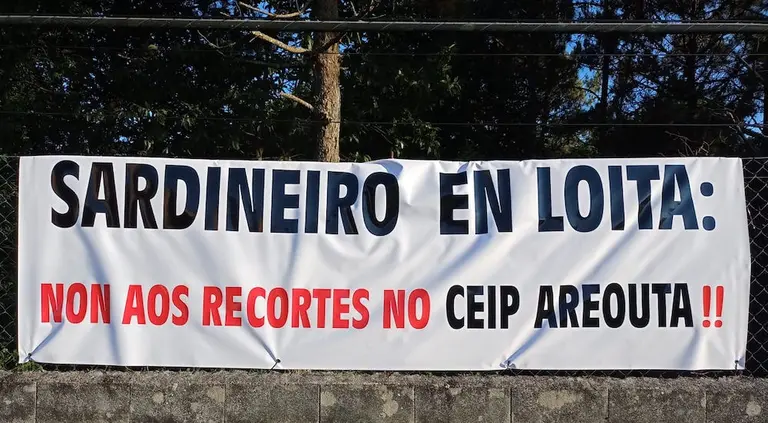 SARDINEIRO EN LOITA:
NON AOS RECORTES NO CEIP AREOUTA!!